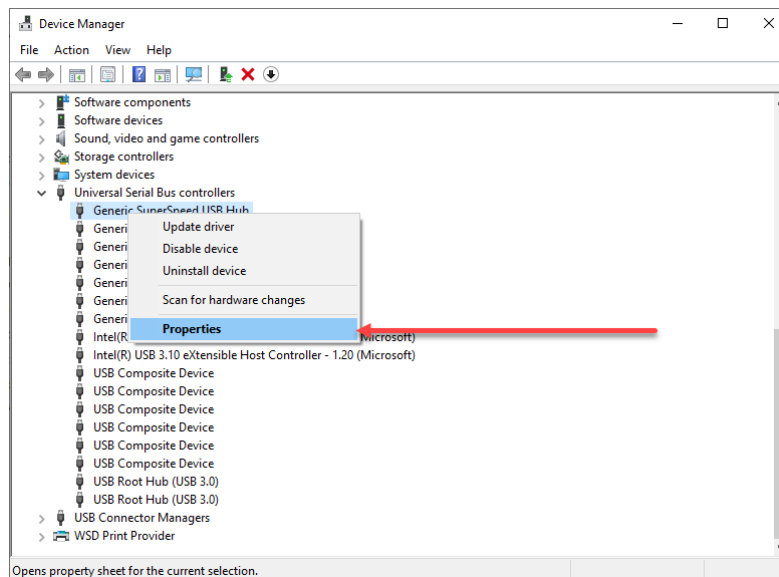 Device Manager
File Action View Help
Software components
Software devices
Sound, video and game controllers
Storage controllers
System devices
Universal Serial Bus controllers
Generic SuperSpeed USB Hub
Generi
Update driver
Generi
Disable device
Generi
Uninstall device
Generi
Generi
Scan for hardware changes
Generi
Properties
Intel(R
Microsoft)
Intel(R) USB 3.10 eXtensible Host Controller - 1.20 (Microsoft)
USB Composite Device
USB Composite Device
USB Composite Device
USB Composite Device
USB Composite Device
USB Composite Device
USB Root Hub (USB 3.0)
USB Root Hub (USB 3.0)
USB Connector Managers
WSD Print Provider
Opens property sheet for the current selection.